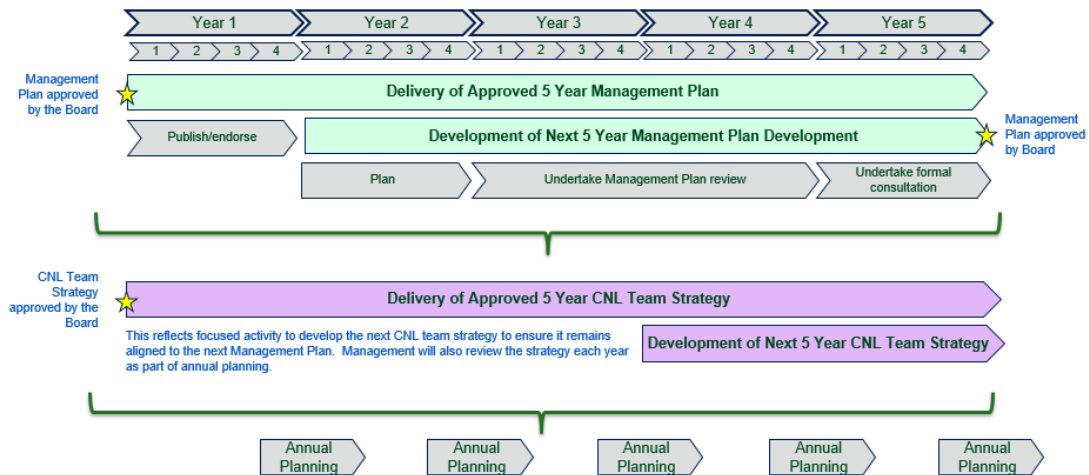 Year 1
Year 2
Year 3
Year 4
Year 5
1 2 3 4
1 2 3 4
1 2 3 4
1 2 3 4
1 2 3 4
Management
Plan approved
by the Board
Delivery of Approved 5 Year Management Plan
Publish/endorse
Development of Next 5 Year Management Plan Development
Management
Plan approved
by Board
Plan
Undertake Management Plan review
Undertake formal
consultation
CNL Team
Strategy
approved by the
Board
Delivery of Approved 5 Year CNL Team Strategy
This reflects focused activity to develop the next CNL team strategy to ensure it remains
aligned to the next Management Plan. Management will also review the strategy each year
as part of annual planning.
Development of Next 5 Year CNL Team Strategy
Annual
Planning
Annual
Planning
Annual
Planning
Annual
Planning
Annual
Planning